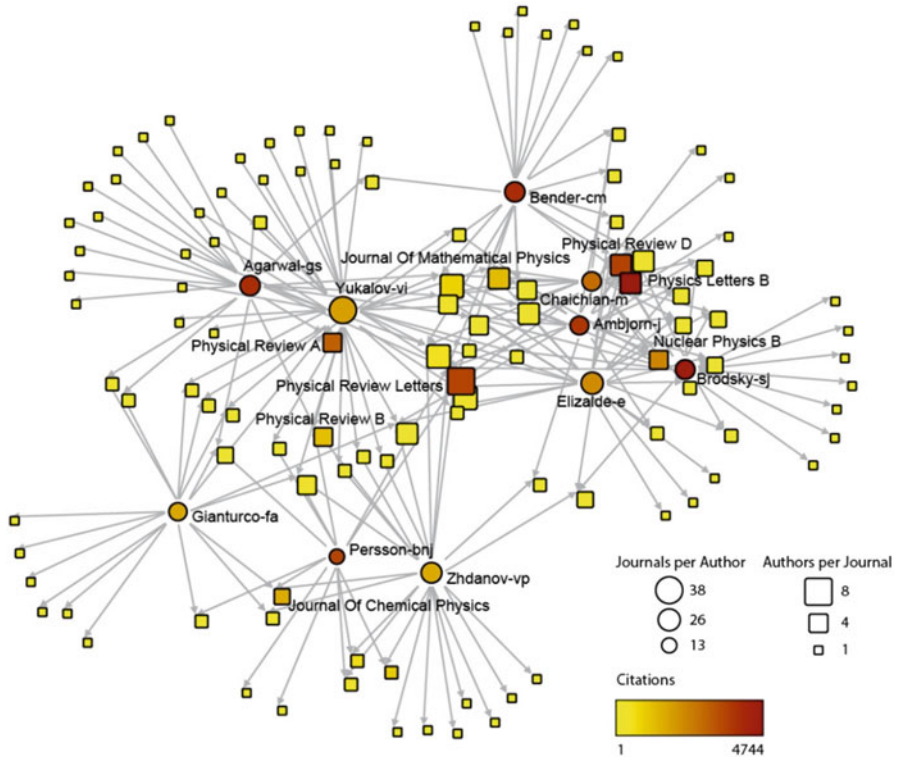 Bender-cm
Physical Review D
Journal Of Mathematical Physics
Agarwal-gs
Physics Letters B
Yukalov-vi
Chaichian-m
Ambjorn-j
Physical Review A
Nuclear Physics B
Brodsky-sj
Physical Review Letters
Elizalde-e
Physical Review B
Gianturco-fa
Persson-bnj
Zhdanov-vp
Journal Of Chemical Physics
Journals per Author
Authors per Journal
38
8
26
4
13
1
Citations
1
4744